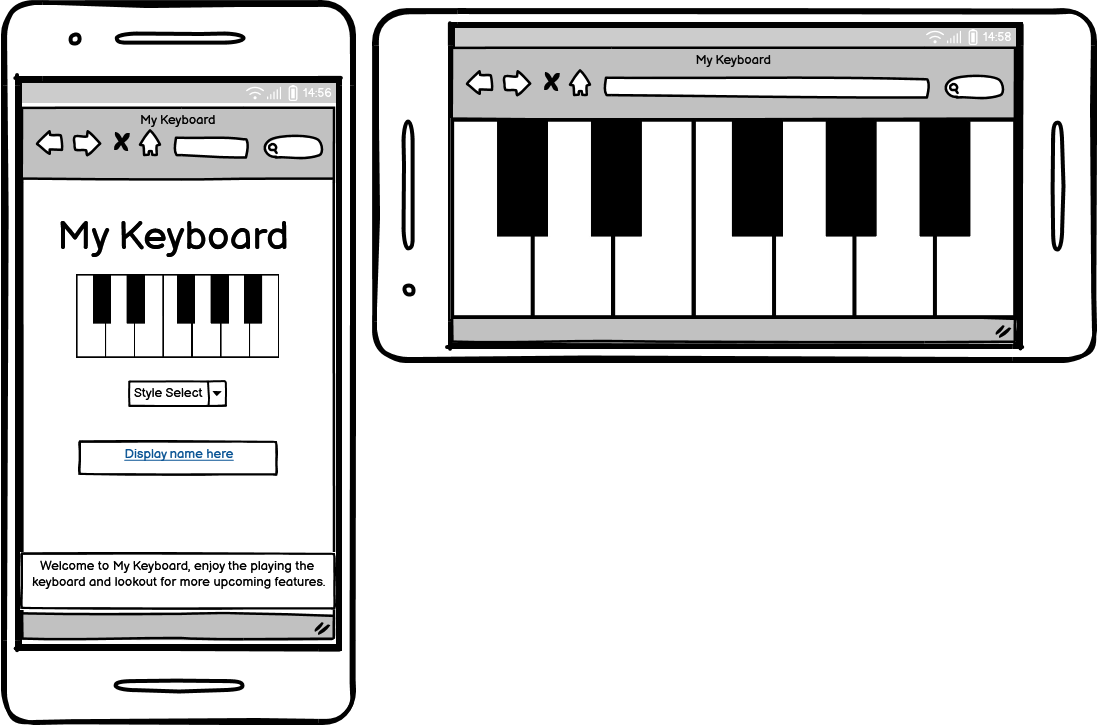 14:56
My Keyboard
My Keyboard
Style Select
Display name here
Welcome to My Keyboard, enjoy the playing the
keyboard and lookout for more upcoming features.
14:58
My Keyboard